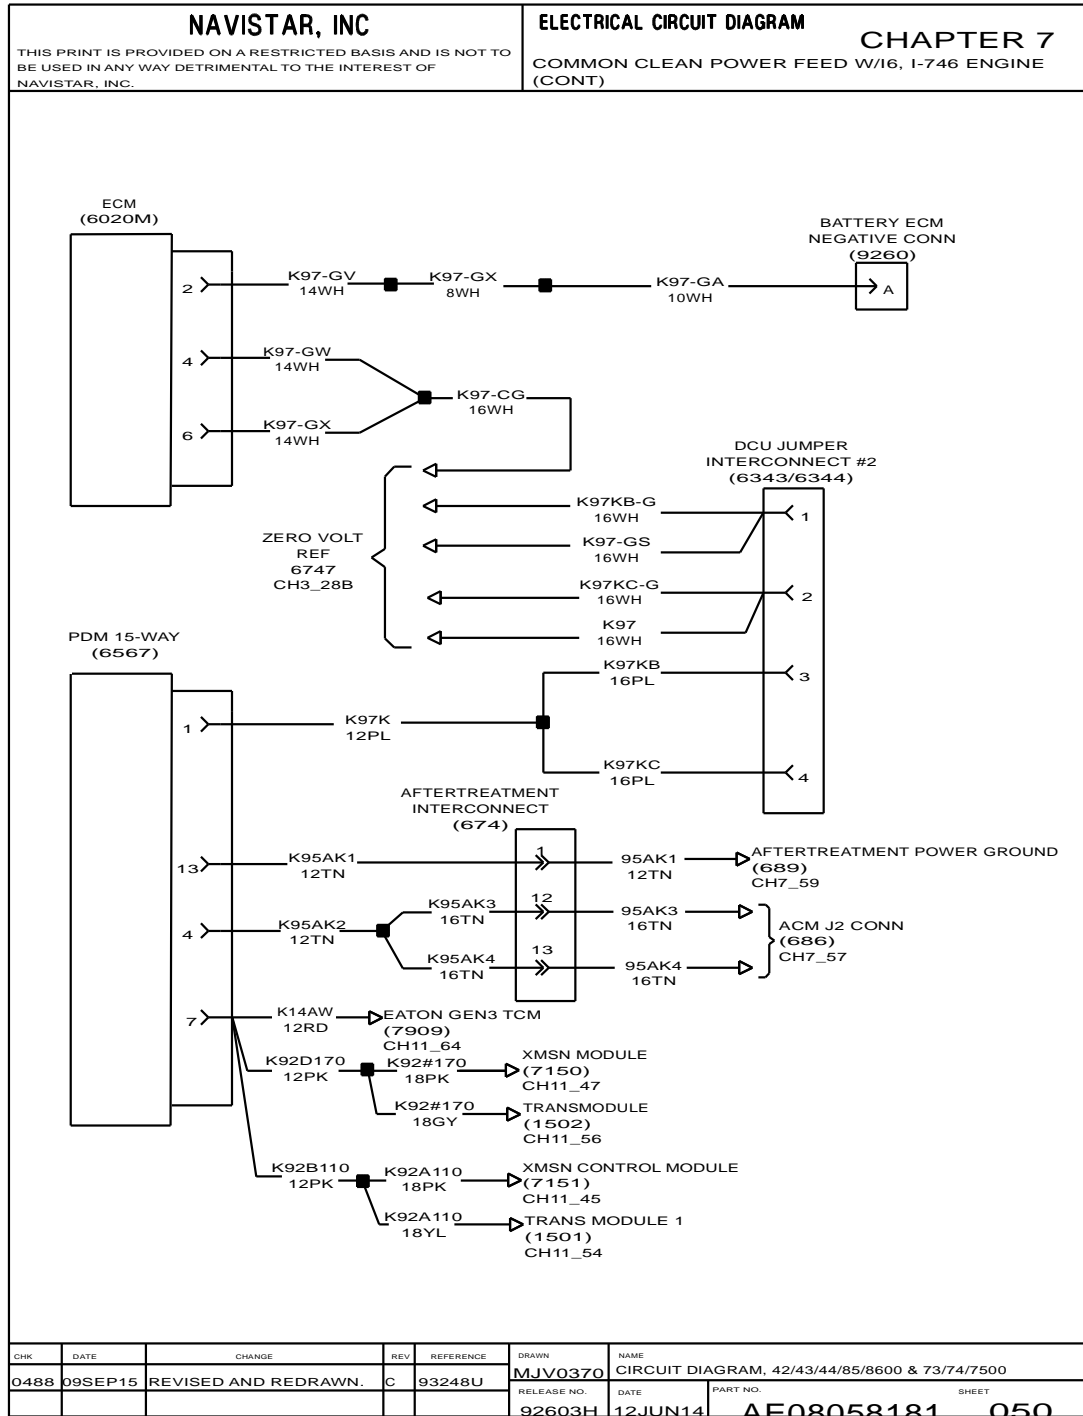 NAVISTAR, INC
THIS PRINT IS PROVIDED ON A RESTRICTED BASIS AND IS NOT TO
BE USED IN ANY WAY DETRIMENTAL TO THE INTEREST OF
NAVISTAR, INC.
ELECTRICAL CIRCUIT DIAGRAM
CHAPTER 7
COMMON CLEAN POWER FEED W/I6, I-746 ENGINE
(CONT)
ECM
(6020M)
2
K97-GV
14WH
K97-GX
8WH
K97-GA
10WH
BATTERY ECM
NEGATIVE CONN
(9260)
A
4
K97-GW
14WH
K97-CG
16WH
6
K97-GX
14WH
DCU JUMPER
INTERCONNECT #2
(6343/6344)
ZERO VOLT
REF
6747
CH3_28B
K97KB-G
16WH
1
K97-GS
16WH
K97KC-G
16WH
2
K97
16WH
PDM 15-WAY
(6567)
K97KB
16PL
3
1
K97K
12PL
K97KC
16PL
4
AFTERTREATMENT
INTERCONNECT
(674)
13
K95AK1
12TN
1
95AK1
12TN
AFTERTREATMENT POWER GROUND
(689)
CH7_59
4
K95AK2
12TN
K95AK3
16TN
12
95AK3
16TN
K95AK4
16TN
13
95AK4
16TN
ACM J2 CONN
(686)
CH7_57
7
K14AW
12RD
EATON GEN3 TCM
(7909)
CH11_64
K92D170
12PK
K92#170
18PK
XMSN MODULE
(7150)
CH11_47
K92#170
18GY
TRANSMODULE
(1502)
CH11_56
K92B110
12PK
K92A110
18PK
XMSN CONTROL MODULE
(7151)
CH11_45
K92A110
18YL
TRANS MODULE 1
(1501)
CH11_54
CHK DATE CHANGE REV REFERENCE
0488 09SEP15 REVISED AND REDRAWN. C 93248U
DRAWN
MJV0370
NAME
CIRCUIT DIAGRAM, 42/43/44/85/8600 & 73/74/7500
RELEASE NO.
92603H
DATE
12JUN14
PART NO.
AE08058181
SHEET
050